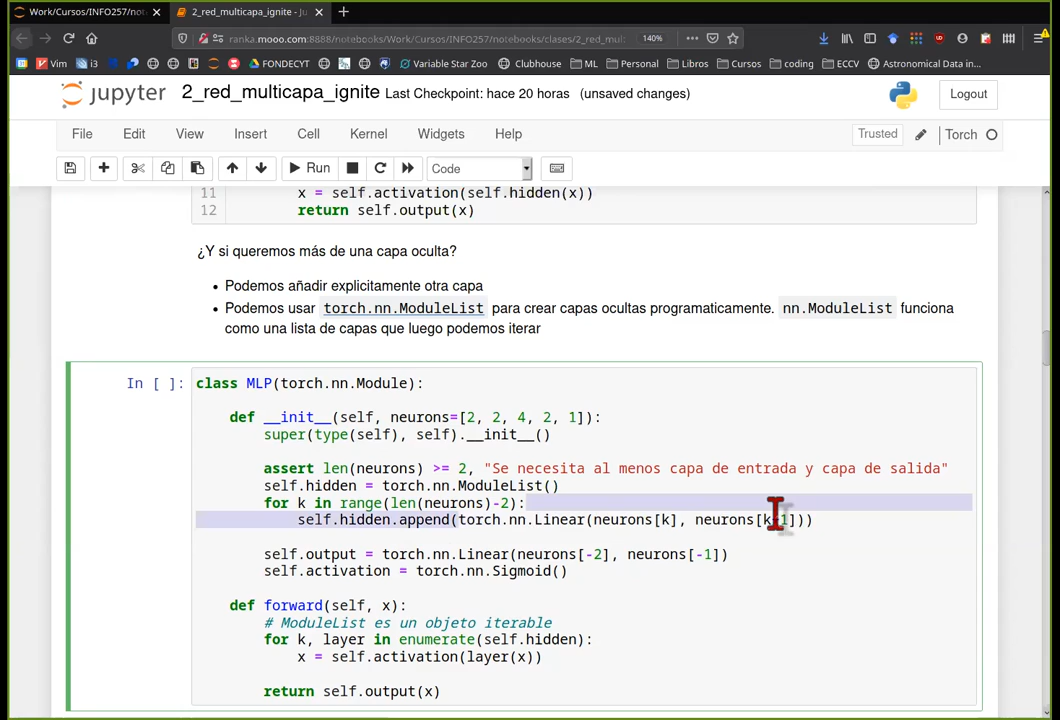 Work/Cursos/INFO257/not
2_red_multicapa_ignite - Ju
ranka.mooo.com:8888/notebooks/Work/Cursos/INFO257/notebooks/clases/2_red_mult
140%
Vim
i3
FONDECYT
Variable Star Zoo
Clubhouse
ML
Personal
Libros
Cursos
coding
ECCV
Astronomical Data in...
jupyter 2_red_multicapa_ignite Last Checkpoint: hace 20 horas (unsaved changes)
Logout
File Edit View Insert Cell Kernel Widgets Help
Trusted
Torch
Run
Code
11 x = self.activation(self.hidden(x))
12 return self.output(x)
¿Y si queremos más de una capa oculta?
• Podemos añadir explicitamente otra capa
• Podemos usar torch.nn.ModuleList para crear capas ocultas programaticamente. nn.ModuleList funciona
como una lista de capas que luego podemos iterar
In [ ]: class MLP(torch.nn.Module):
def __init__(self, neurons=[2, 2, 4, 2, 1]):
super(type(self), self).__init__()
assert len(neurons) >= 2, "Se necesita al menos capa de entrada y capa de salida"
self.hidden = torch.nn.ModuleList()
for k in range(len(neurons)-2):
self.hidden.append(torch.nn.Linear(neurons[k], neurons[k+1]))
self.output = torch.nn.Linear(neurons[-2], neurons[-1])
self.activation = torch.nn.Sigmoid()
def forward(self, x):
# ModuleList es un objeto iterable
for k, layer in enumerate(self.hidden):
x = self.activation(layer(x))
return self.output(x)